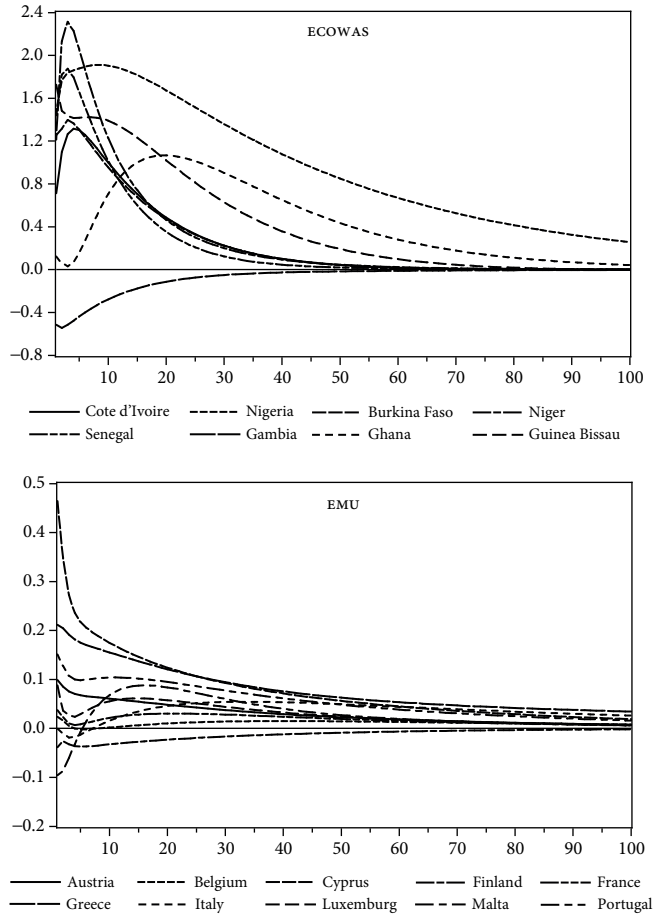 ECOWAS
2.4
2.0
1.6
1.2
0.8
0.4
0.0
−0.4
−0.8
10 20 30 40 50 60 70 80 90 100
Cote d'Ivoire Nigeria Burkina Faso Niger
Senegal Gambia Ghana Guinea Bissau
EMU
0.5
0.4
0.3
0.2
0.1
0.0
−0.1
−0.2
10 20 30 40 50 60 70 80 90 100
Austria Belgium Cyprus Finland France
Greece Italy Luxemburg Malta Portugal